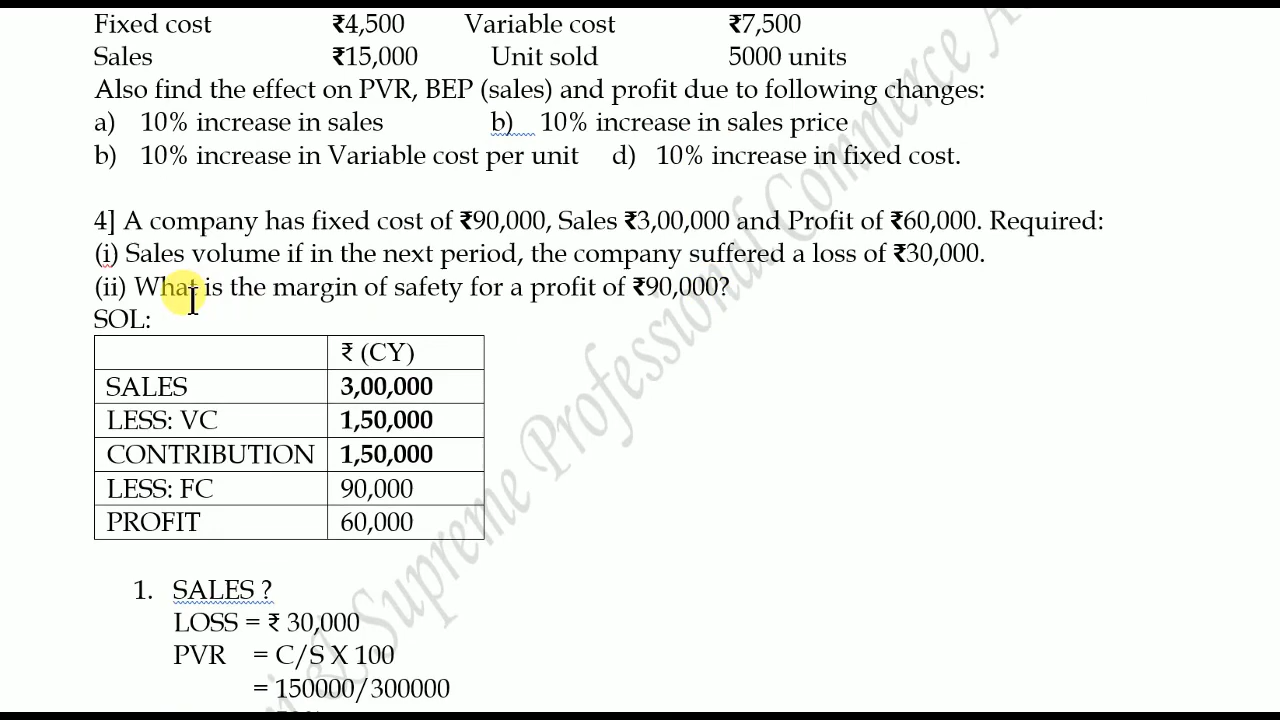 Fixed cost ₹4,500 Variable cost ₹7,500
Sales ₹15,000 Unit sold 5000 units
Also find the effect on PVR, BEP (sales) and profit due to following changes:
a) 10% increase in sales b) 10% increase in sales price
b) 10% increase in Variable cost per unit d) 10% increase in fixed cost.
4] A company has fixed cost of ₹90,000, Sales ₹3,00,000 and Profit of ₹60,000. Required:
(i) Sales volume if in the next period, the company suffered a loss of ₹30,000.
(ii) What is the margin of safety for a profit of ₹90,000?
SOL:
₹ (CY)
SALES 3,00,000
LESS: VC 1,50,000
CONTRIBUTION 1,50,000
LESS: FC 90,000
PROFIT 60,000
1. SALES ?
LOSS = ₹ 30,000
PVR = C/S X 100
= 150000/300000
Supreme Professional Commerce